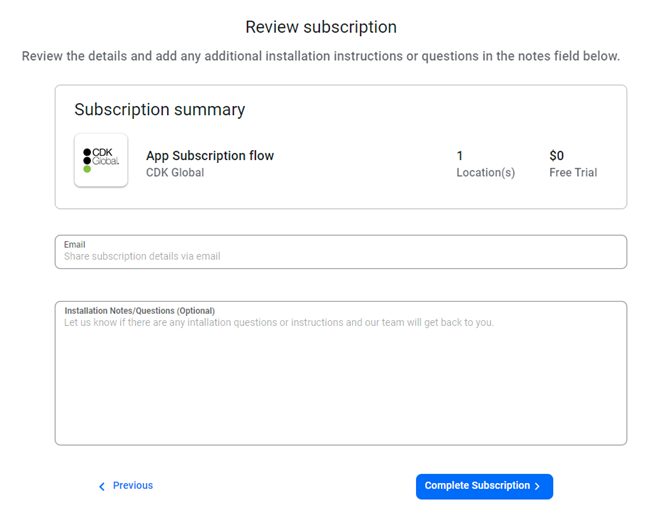 Review subscription
Review the details and add any additional installation instructions or questions in the notes field below.
Subscription summary
CDK
Global.
App Subscription flow
CDK Global
1
Location(s)
$0
Free Trial
Email
Share subscription details via email
Installation Notes/Questions (Optional)
Let us know if there are any intallation questions or instructions and our team will get back to you.
Previous
Complete Subscription